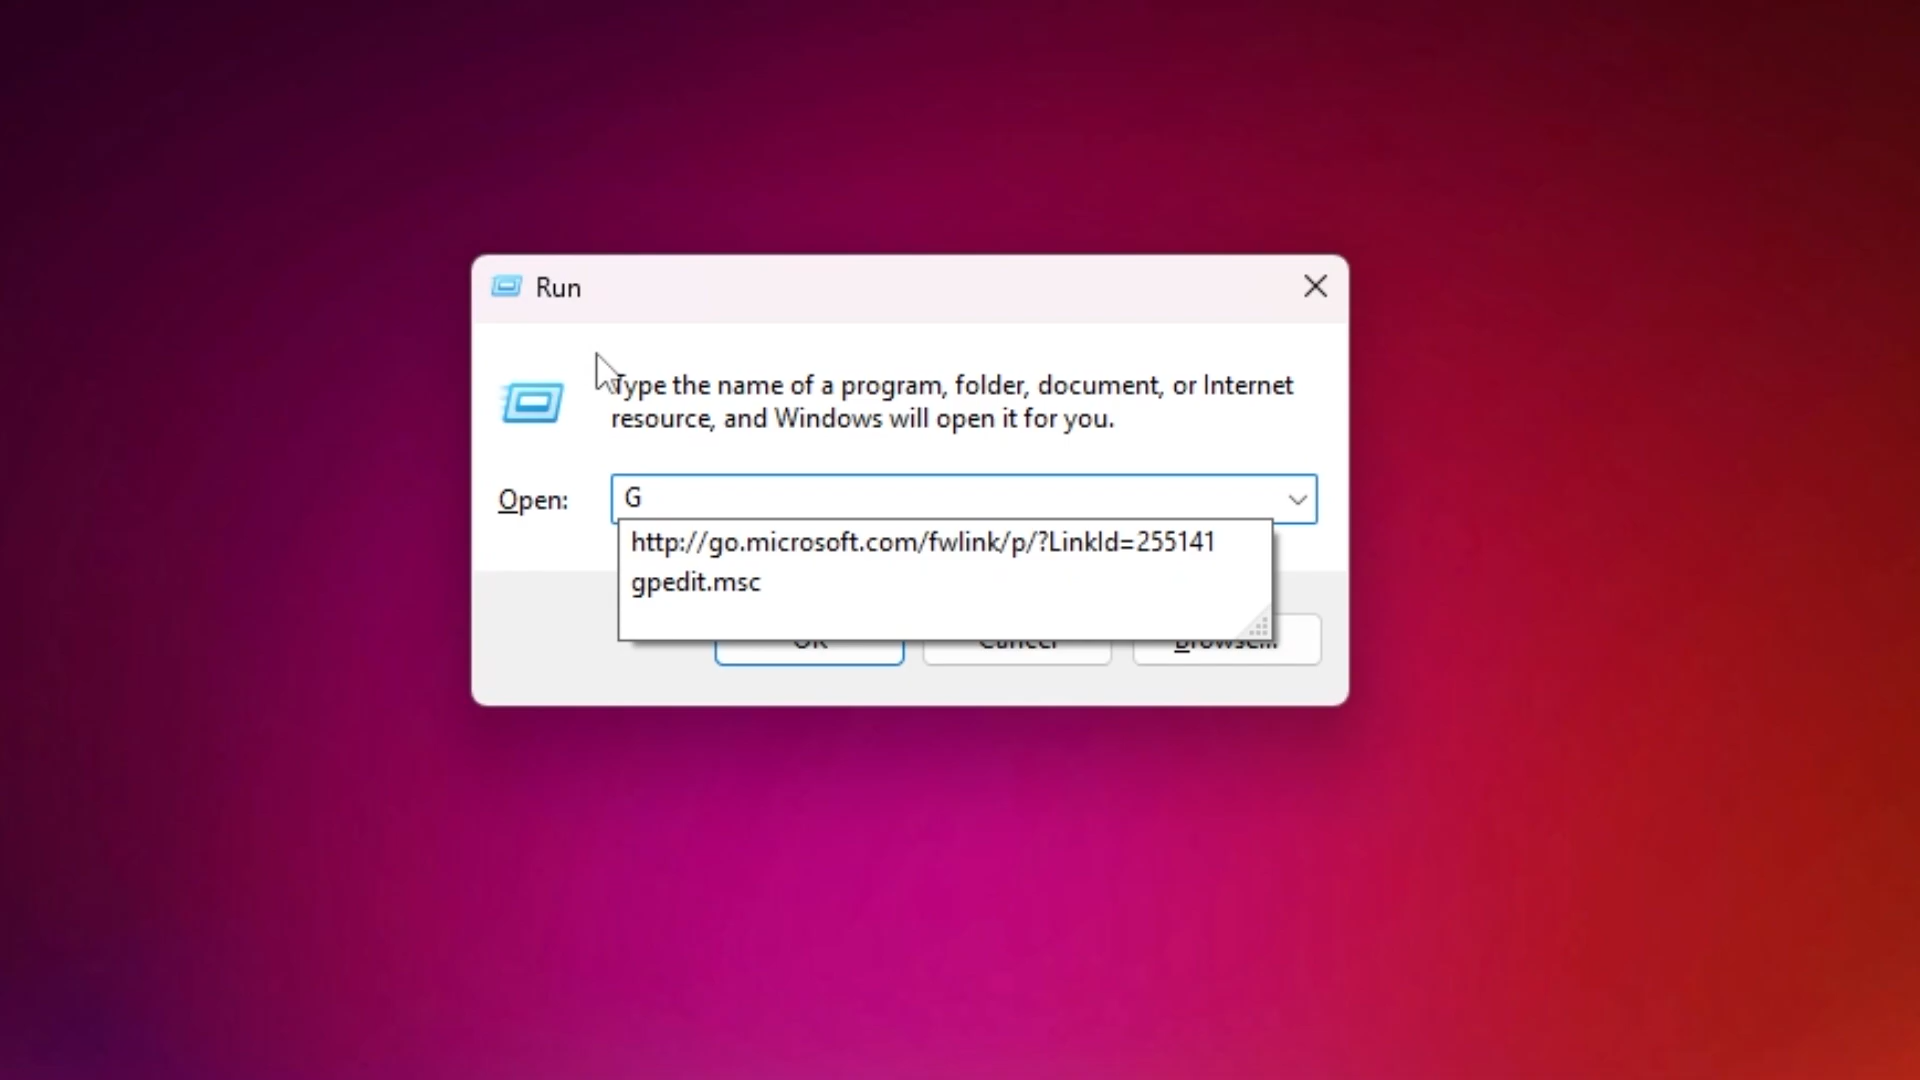 Run
Type the name of a program, folder, document, or Internet
resource, and Windows will open it for you.
Open:
G
http://go.microsoft.com/fwlink/p/?LinkId=255141
gpedit.msc
OK
Cancel
Browse...